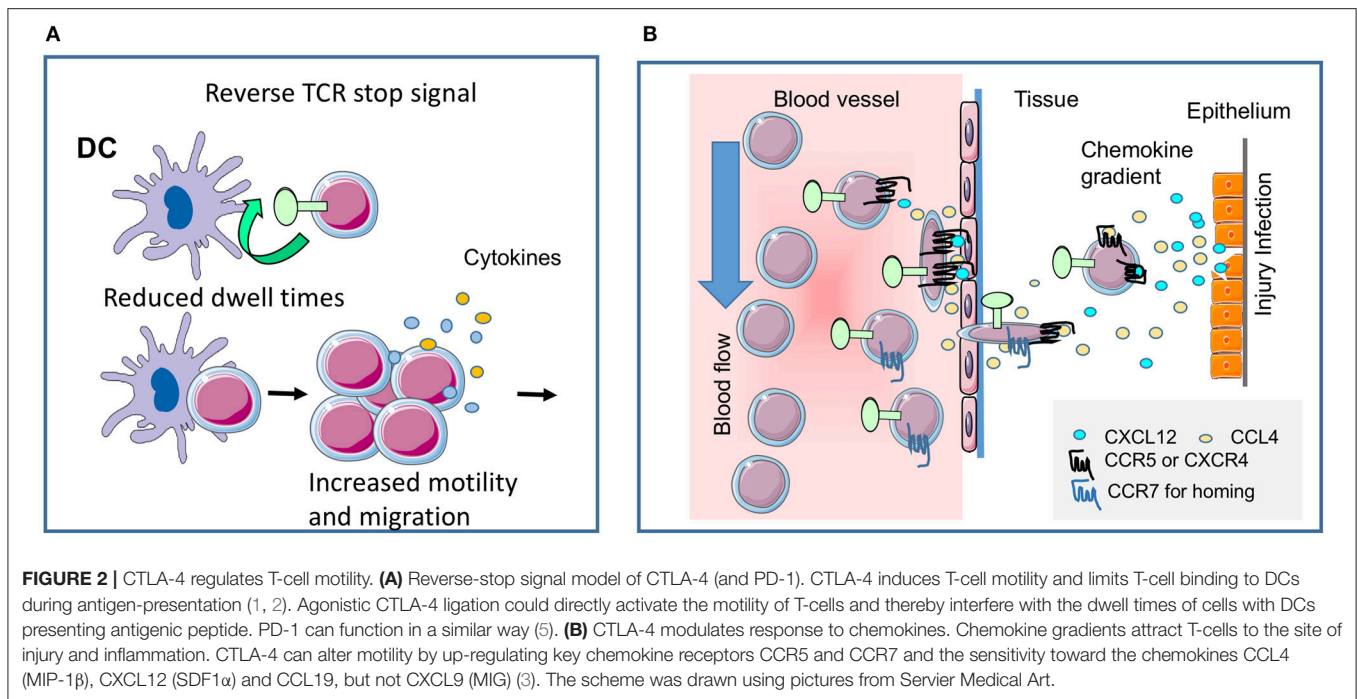 A
Reverse TCR stop signal
DC
Reduced dwell times
Cytokines
Increased motility
and migration
B
Blood vessel
Tissue
Epithelium
Chemokine
gradient
Injury Infection
Blood flow
CXCL12
CCL4
CCR5 or CXCR4
CCR7 for homing
FIGURE 2 | CTLA-4 regulates T-cell motility. (A) Reverse-stop signal model of CTLA-4 (and PD-1). CTLA-4 induces T-cell motility and limits T-cell binding to DCs
during antigen-presentation (1, 2). Agonistic CTLA-4 ligation could directly activate the motility of T-cells and thereby interfere with the dwell times of cells with DCs
presenting antigenic peptide. PD-1 can function in a similar way (5). (B) CTLA-4 modulates response to chemokines. Chemokine gradients attract T-cells to the site of
injury and inflammation. CTLA-4 can alter motility by up-regulating key chemokine receptors CCR5 and CCR7 and the sensitivity toward the chemokines CCL4
(MIP-1β), CXCL12 (SDF1α) and CCL19, but not CXCL9 (MIG) (3). The scheme was drawn using pictures from Servier Medical Art.